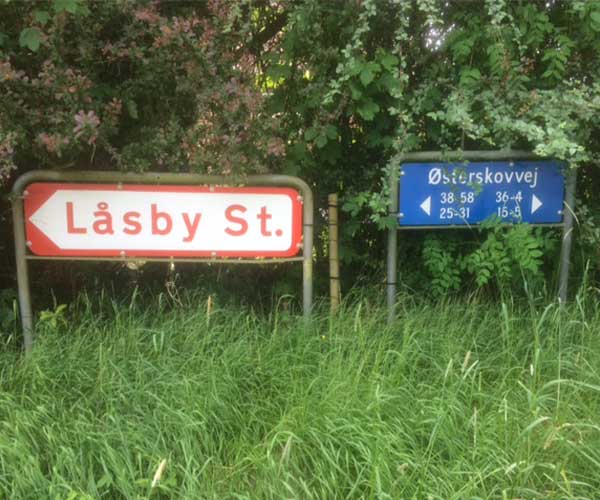 Låsby St.
Østerskovvej
38-58 36-4
25-31 15-5